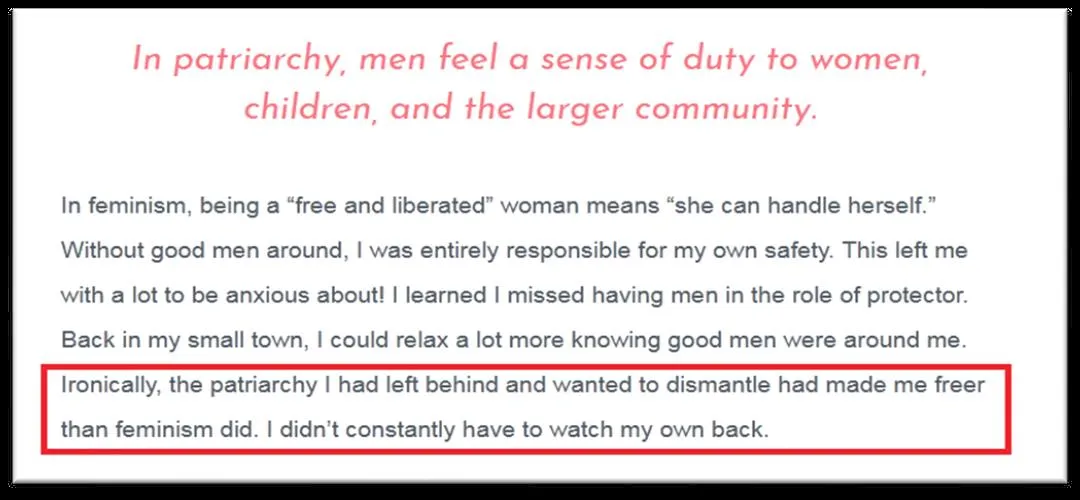 In patriarchy, men feel a sense of duty to women,
children, and the larger community.
In feminism, being a “free and liberated” woman means “she can handle herself.”
Without good men around, I was entirely responsible for my own safety. This left me
with a lot to be anxious about! I learned I missed having men in the role of protector.
Back in my small town, I could relax a lot more knowing good men were around me.
Ironically, the patriarchy I had left behind and wanted to dismantle had made me freer
than feminism did. I didn’t constantly have to watch my own back.